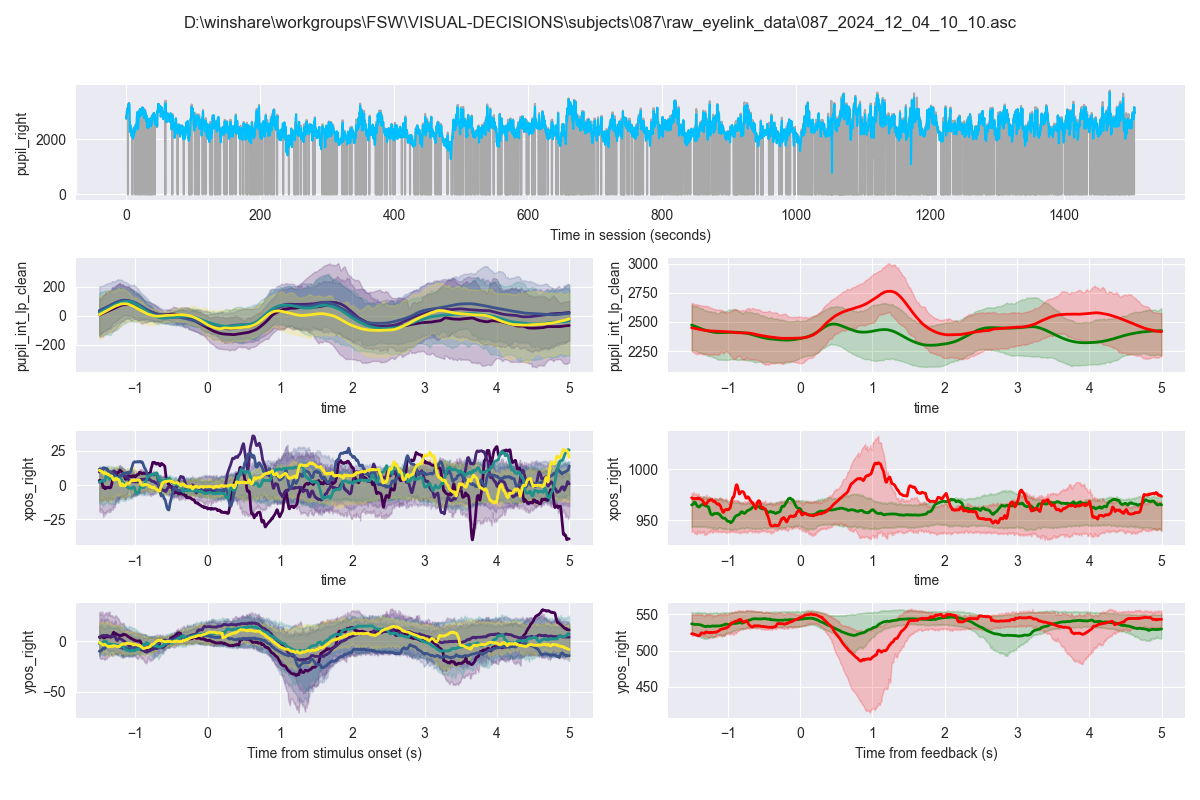 D:\winshare\workgroups\FSW\VISUAL-DECISIONS\subjects\087\raw_eyelink_data\087_2024_12_04_10_10.asc
pupil_right
2000
0
0 200 400 600 800 1000 1200 1400
Time in session (seconds)
pupil_int_lp_clean
200
0
−200
−1 0 1 2 3 4 5
time
pupil_int_lp_clean
3000
2750
2500
2250
−1 0 1 2 3 4 5
time
xpos_right
25
0
−25
−1 0 1 2 3 4 5
time
xpos_right
1000
950
−1 0 1 2 3 4 5
time
ypos_right
0
−50
−1 0 1 2 3 4 5
Time from stimulus onset (s)
ypos_right
550
500
450
−1 0 1 2 3 4 5
Time from feedback (s)